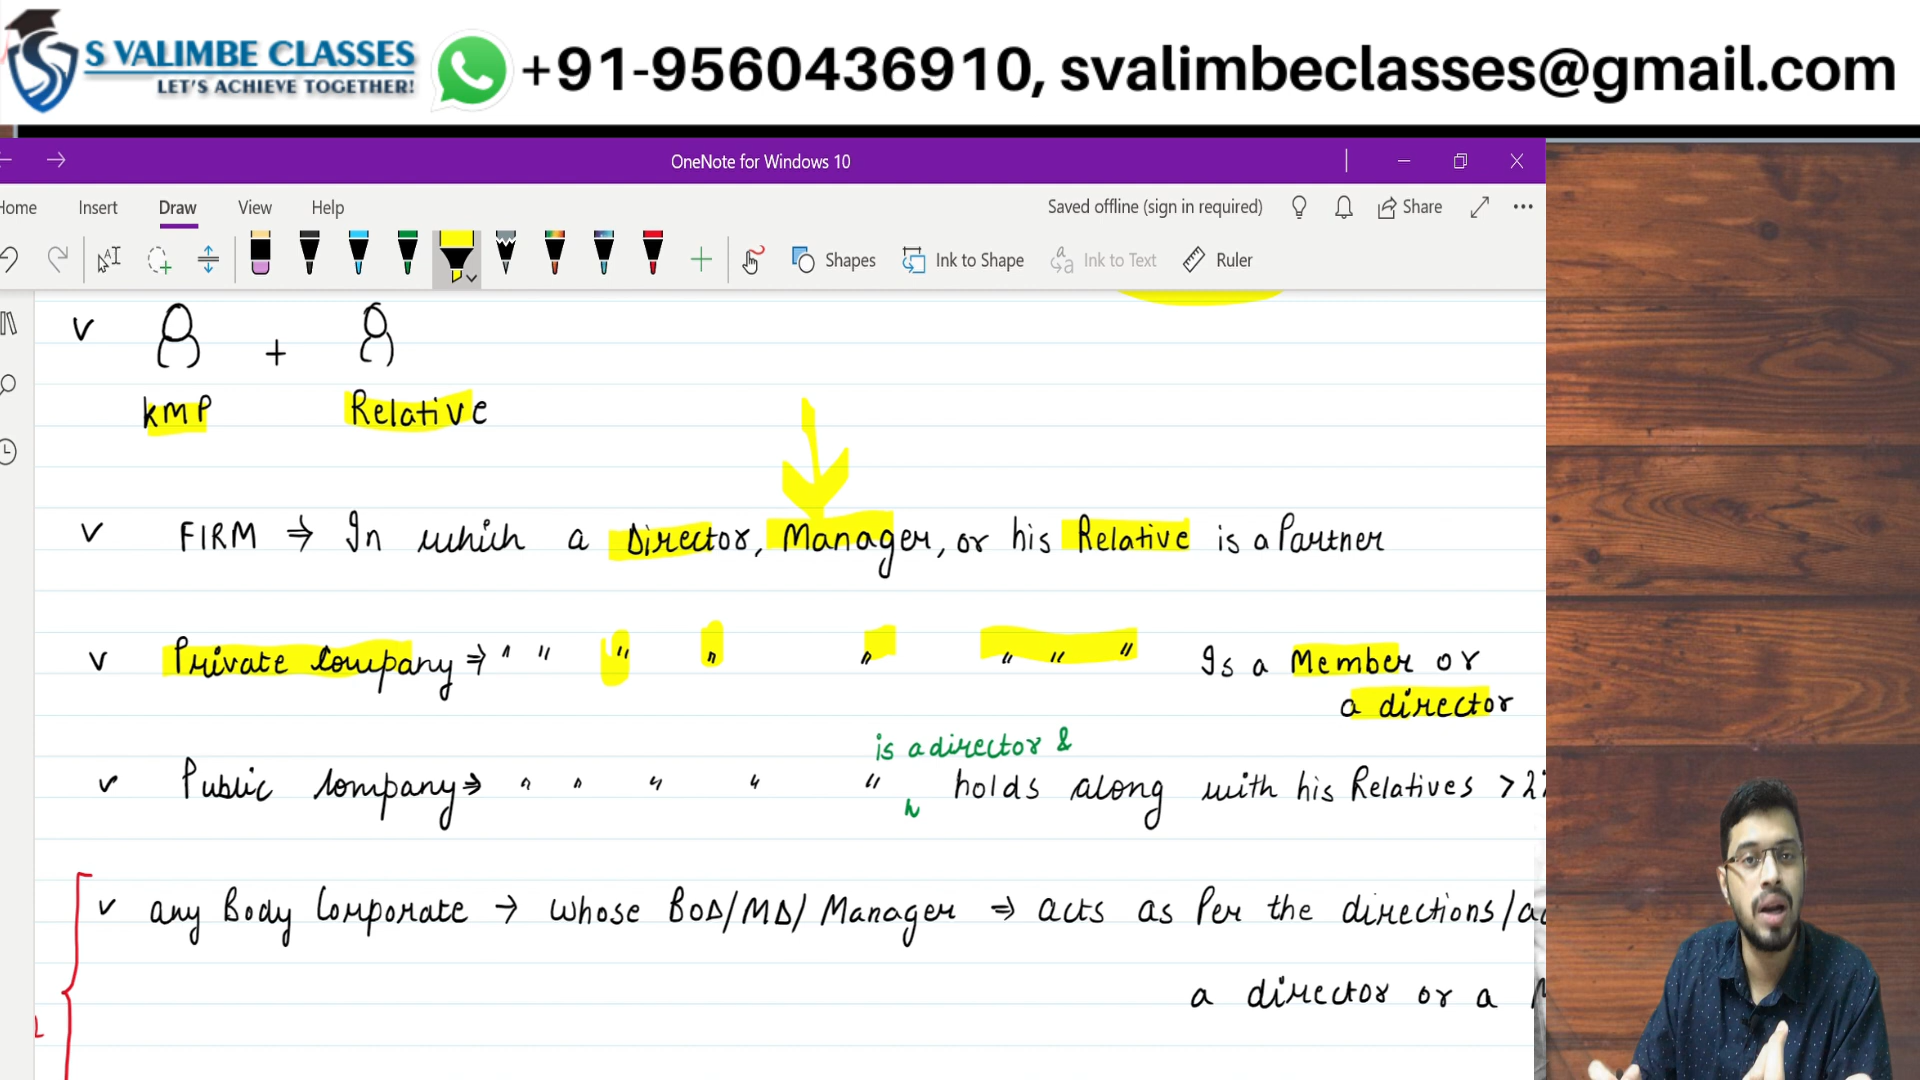 S VALIMBE CLASSES
LET'S ACHIEVE TOGETHER!
+91-9560436910, svalimbeclasses@gmail.com
OneNote for Windows 10
Home Insert Draw View Help
Saved offline (sign in required) Share
Shapes Ink to Shape Ink to Text Ruler
v +
KMP Relative
v FIRM ⇒ In which a Director, Manager, or his Relative is a Partner
v Private Company ⇒ " " " " " " " " Is a Member or
a director
is a director &
v Public Company ⇒ " " " " " holds along with his Relatives >2%
v any Body Corporate → whose BOD/MD/ Manager ⇒ acts as Per the directions/
a director or a